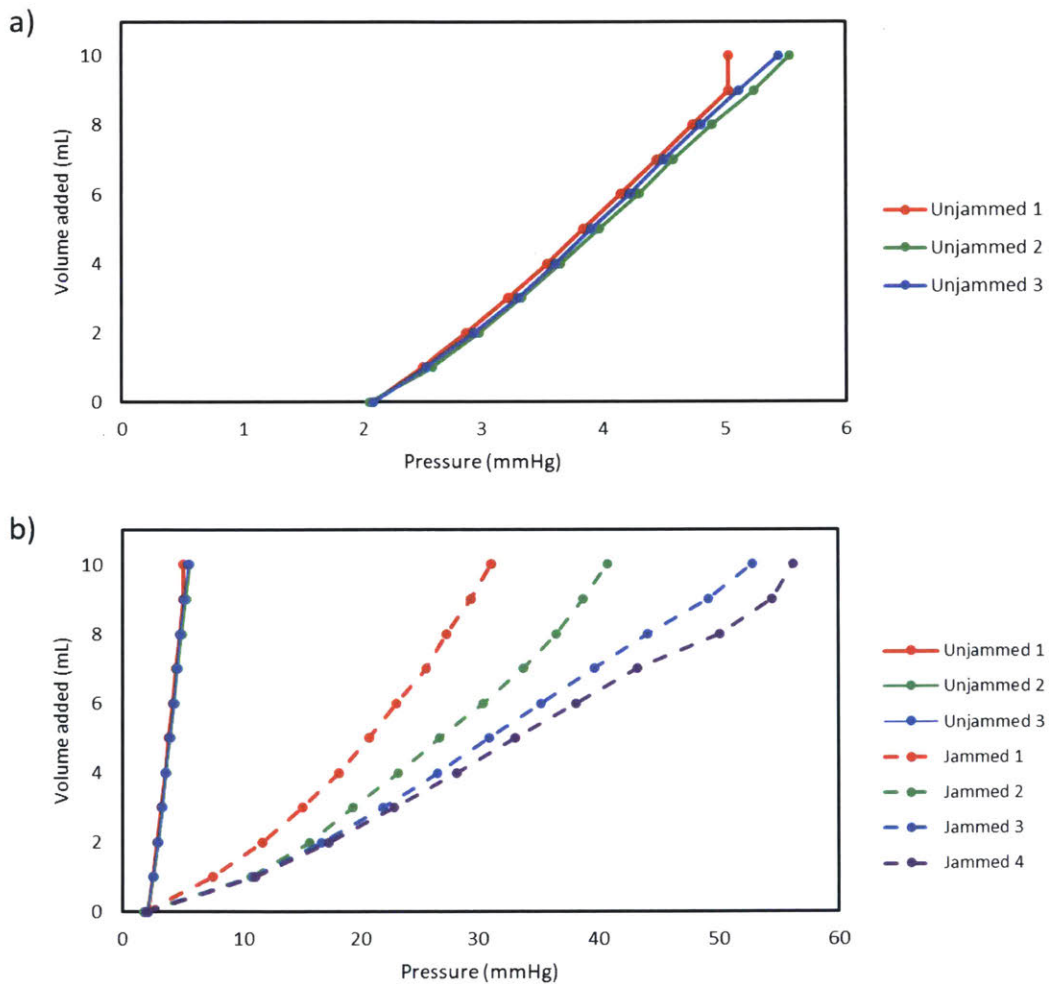 a)
10
8
6
4
2
0
Volume added (mL)
0 1 2 3 4 5 6
Pressure (mmHg)
Unjammed 1
Unjammed 2
Unjammed 3
b)
10
8
6
4
2
0
Volume added (mL)
0 10 20 30 40 50 60
Pressure (mmHg)
Unjammed 1
Unjammed 2
Unjammed 3
Jammed 1
Jammed 2
Jammed 3
Jammed 4